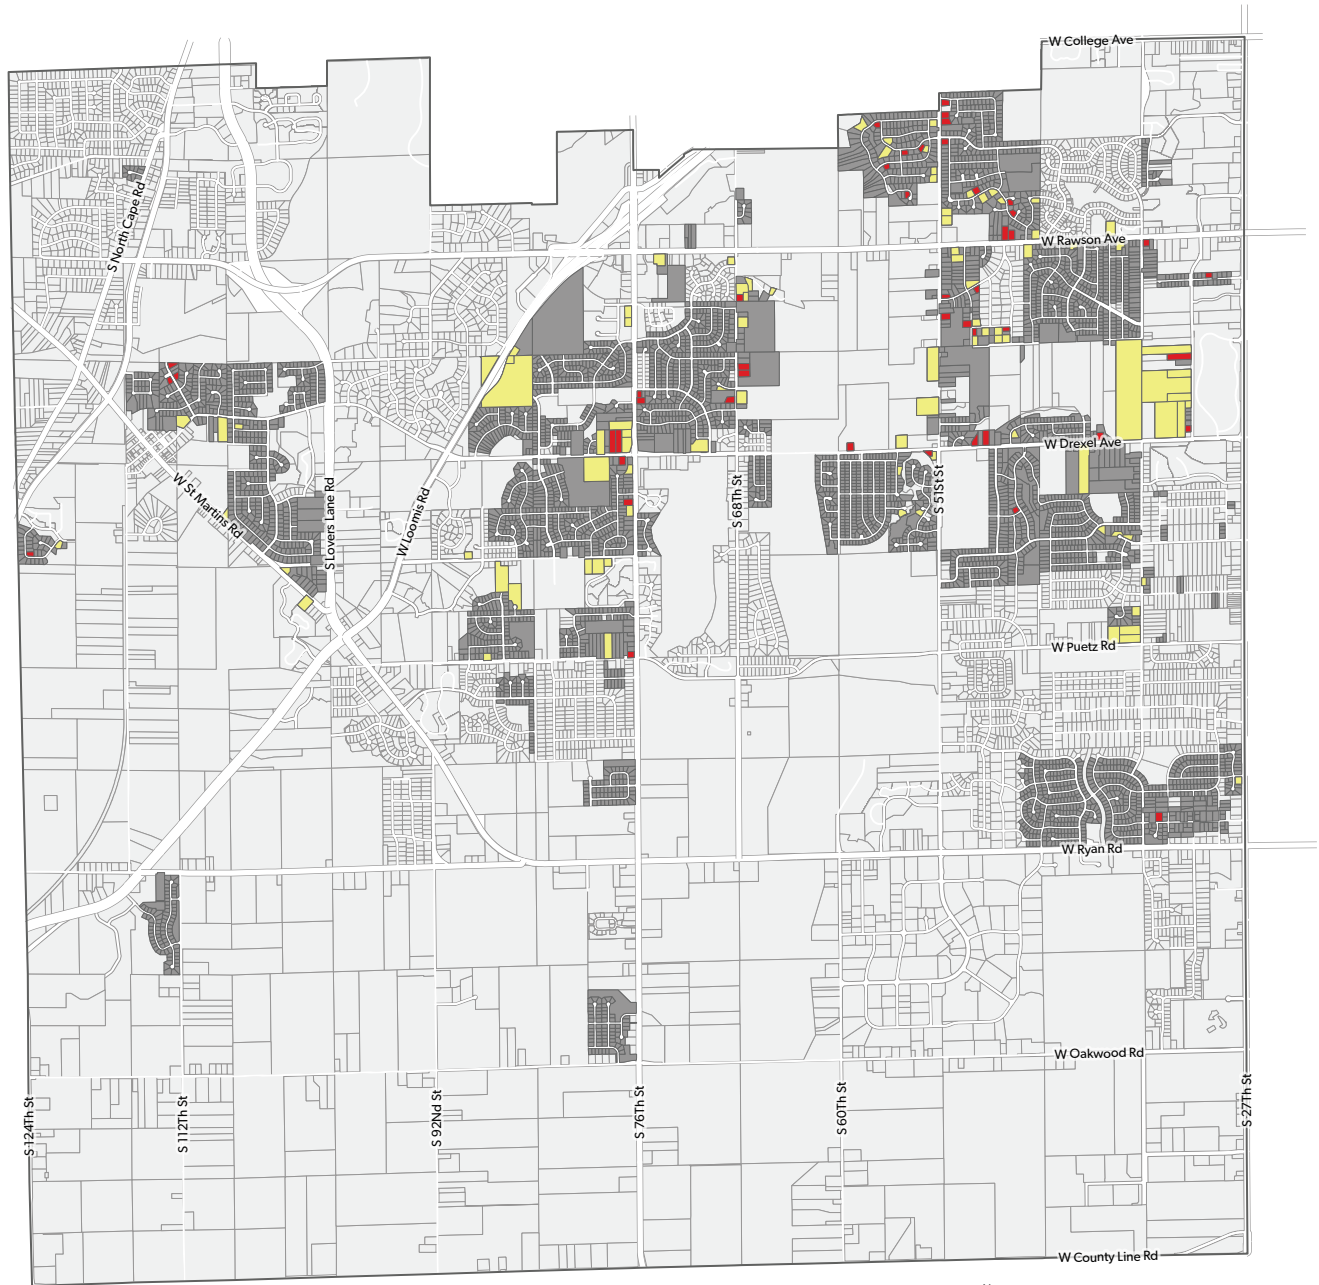 W College Ave
S North Cape Rd
W Rawson Ave
W Drexel Ave
S 68Th St
S 51St St
W St Martins Rd
S Lovers Lane Rd
W Loomis Rd
W Puetz Rd
W Ryan Rd
W Oakwood Rd
S 124Th St
S 112Th St
S 92Nd St
S 76Th St
S 60Th St
S 27Th St
W County Line Rd